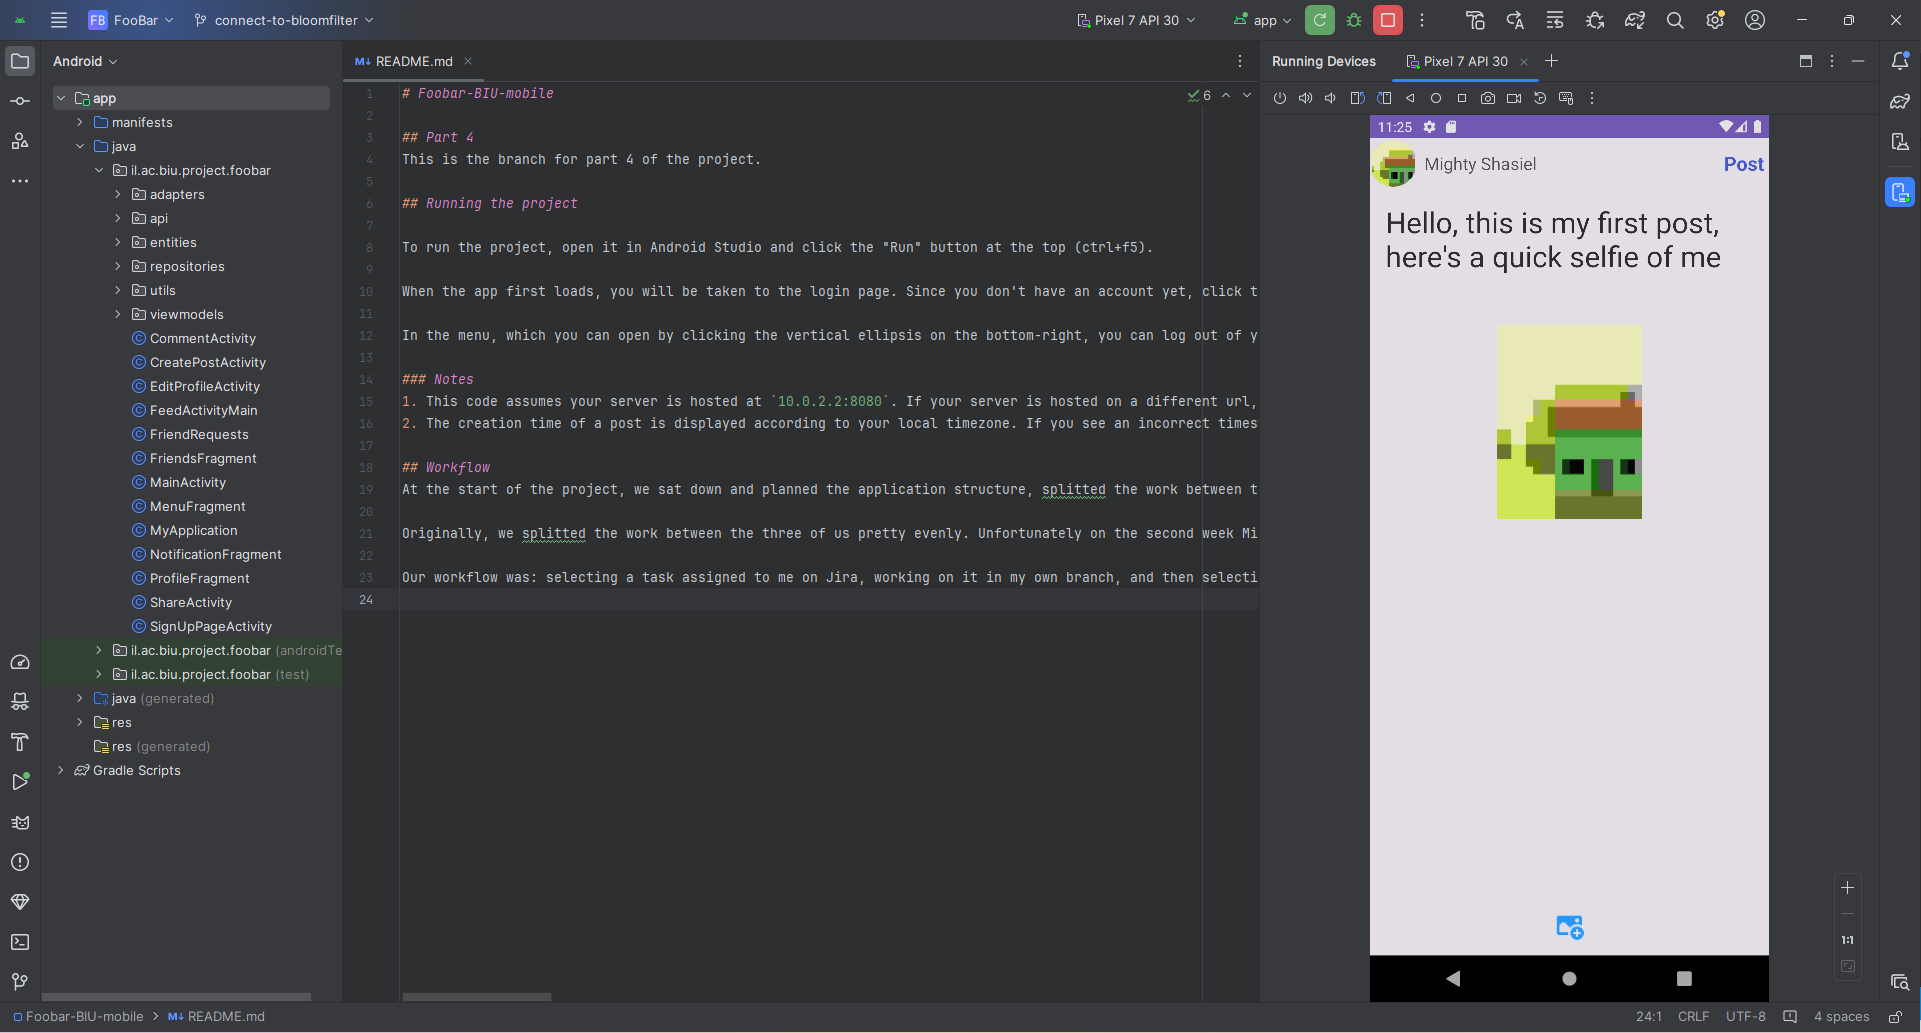 FB FooBar connect-to-bloomfilter Pixel 7 API 30 app
Android
app
manifests
java
il.ac.biu.project.foobar
adapters
api
entities
repositories
utils
viewmodels
CommentActivity
CreatePostActivity
EditProfileActivity
FeedActivityMain
FriendRequests
FriendsFragment
MainActivity
MenuFragment
MyApplication
NotificationFragment
ProfileFragment
ShareActivity
SignUpPageActivity
il.ac.biu.project.foobar (androidTe
il.ac.biu.project.foobar (test)
java (generated)
res
res (generated)
Gradle Scripts
M↓ README.md
6
1 # Foobar-BIU-mobile
2
3 ## Part 4
4 This is the branch for part 4 of the project.
5
6 ## Running the project
7
8 To run the project, open it in Android Studio and click the "Run" button at the top (ctrl+f5).
9
10 When the app first loads, you will be taken to the login page. Since you don't have an account yet, click t
11
12 In the menu, which you can open by clicking the vertical ellipsis on the bottom-right, you can log out of y
13
14 ### Notes
15 1. This code assumes your server is hosted at `10.0.2.2:8080`. If your server is hosted on a different url,
16 2. The creation time of a post is displayed according to your local timezone. If you see an incorrect times
17
18 ## Workflow
19 At the start of the project, we sat down and planned the application structure, splitted the work between t
20
21 Originally, we splitted the work between the three of us pretty evenly. Unfortunately on the second week Mi
22
23 Our workflow was: selecting a task assigned to me on Jira, working on it in my own branch, and then selecti
24
Running Devices Pixel 7 API 30
11:25
Mighty Shasiel Post
Hello, this is my first post,
here's a quick selfie of me
1:1
Foobar-BIU-mobile M↓ README.md
24:1 CRLF UTF-8 4 spaces